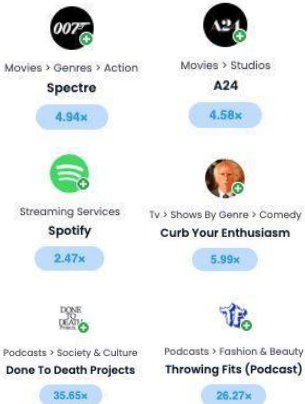 007
A24
Movies > Genres > Action
Movies > Studios
Spectre
A24
4.94x
4.58x
Streaming Services
Tv > Shows By Genre > Comedy
Spotify
Curb Your Enthusiasm
2.47x
5.99x
DONE
TO
DEATH
TF
Podcasts > Society & Culture
Podcasts > Fashion & Beauty
Done To Death Projects
Throwing Fits (Podcast)
35.65x
26.27x